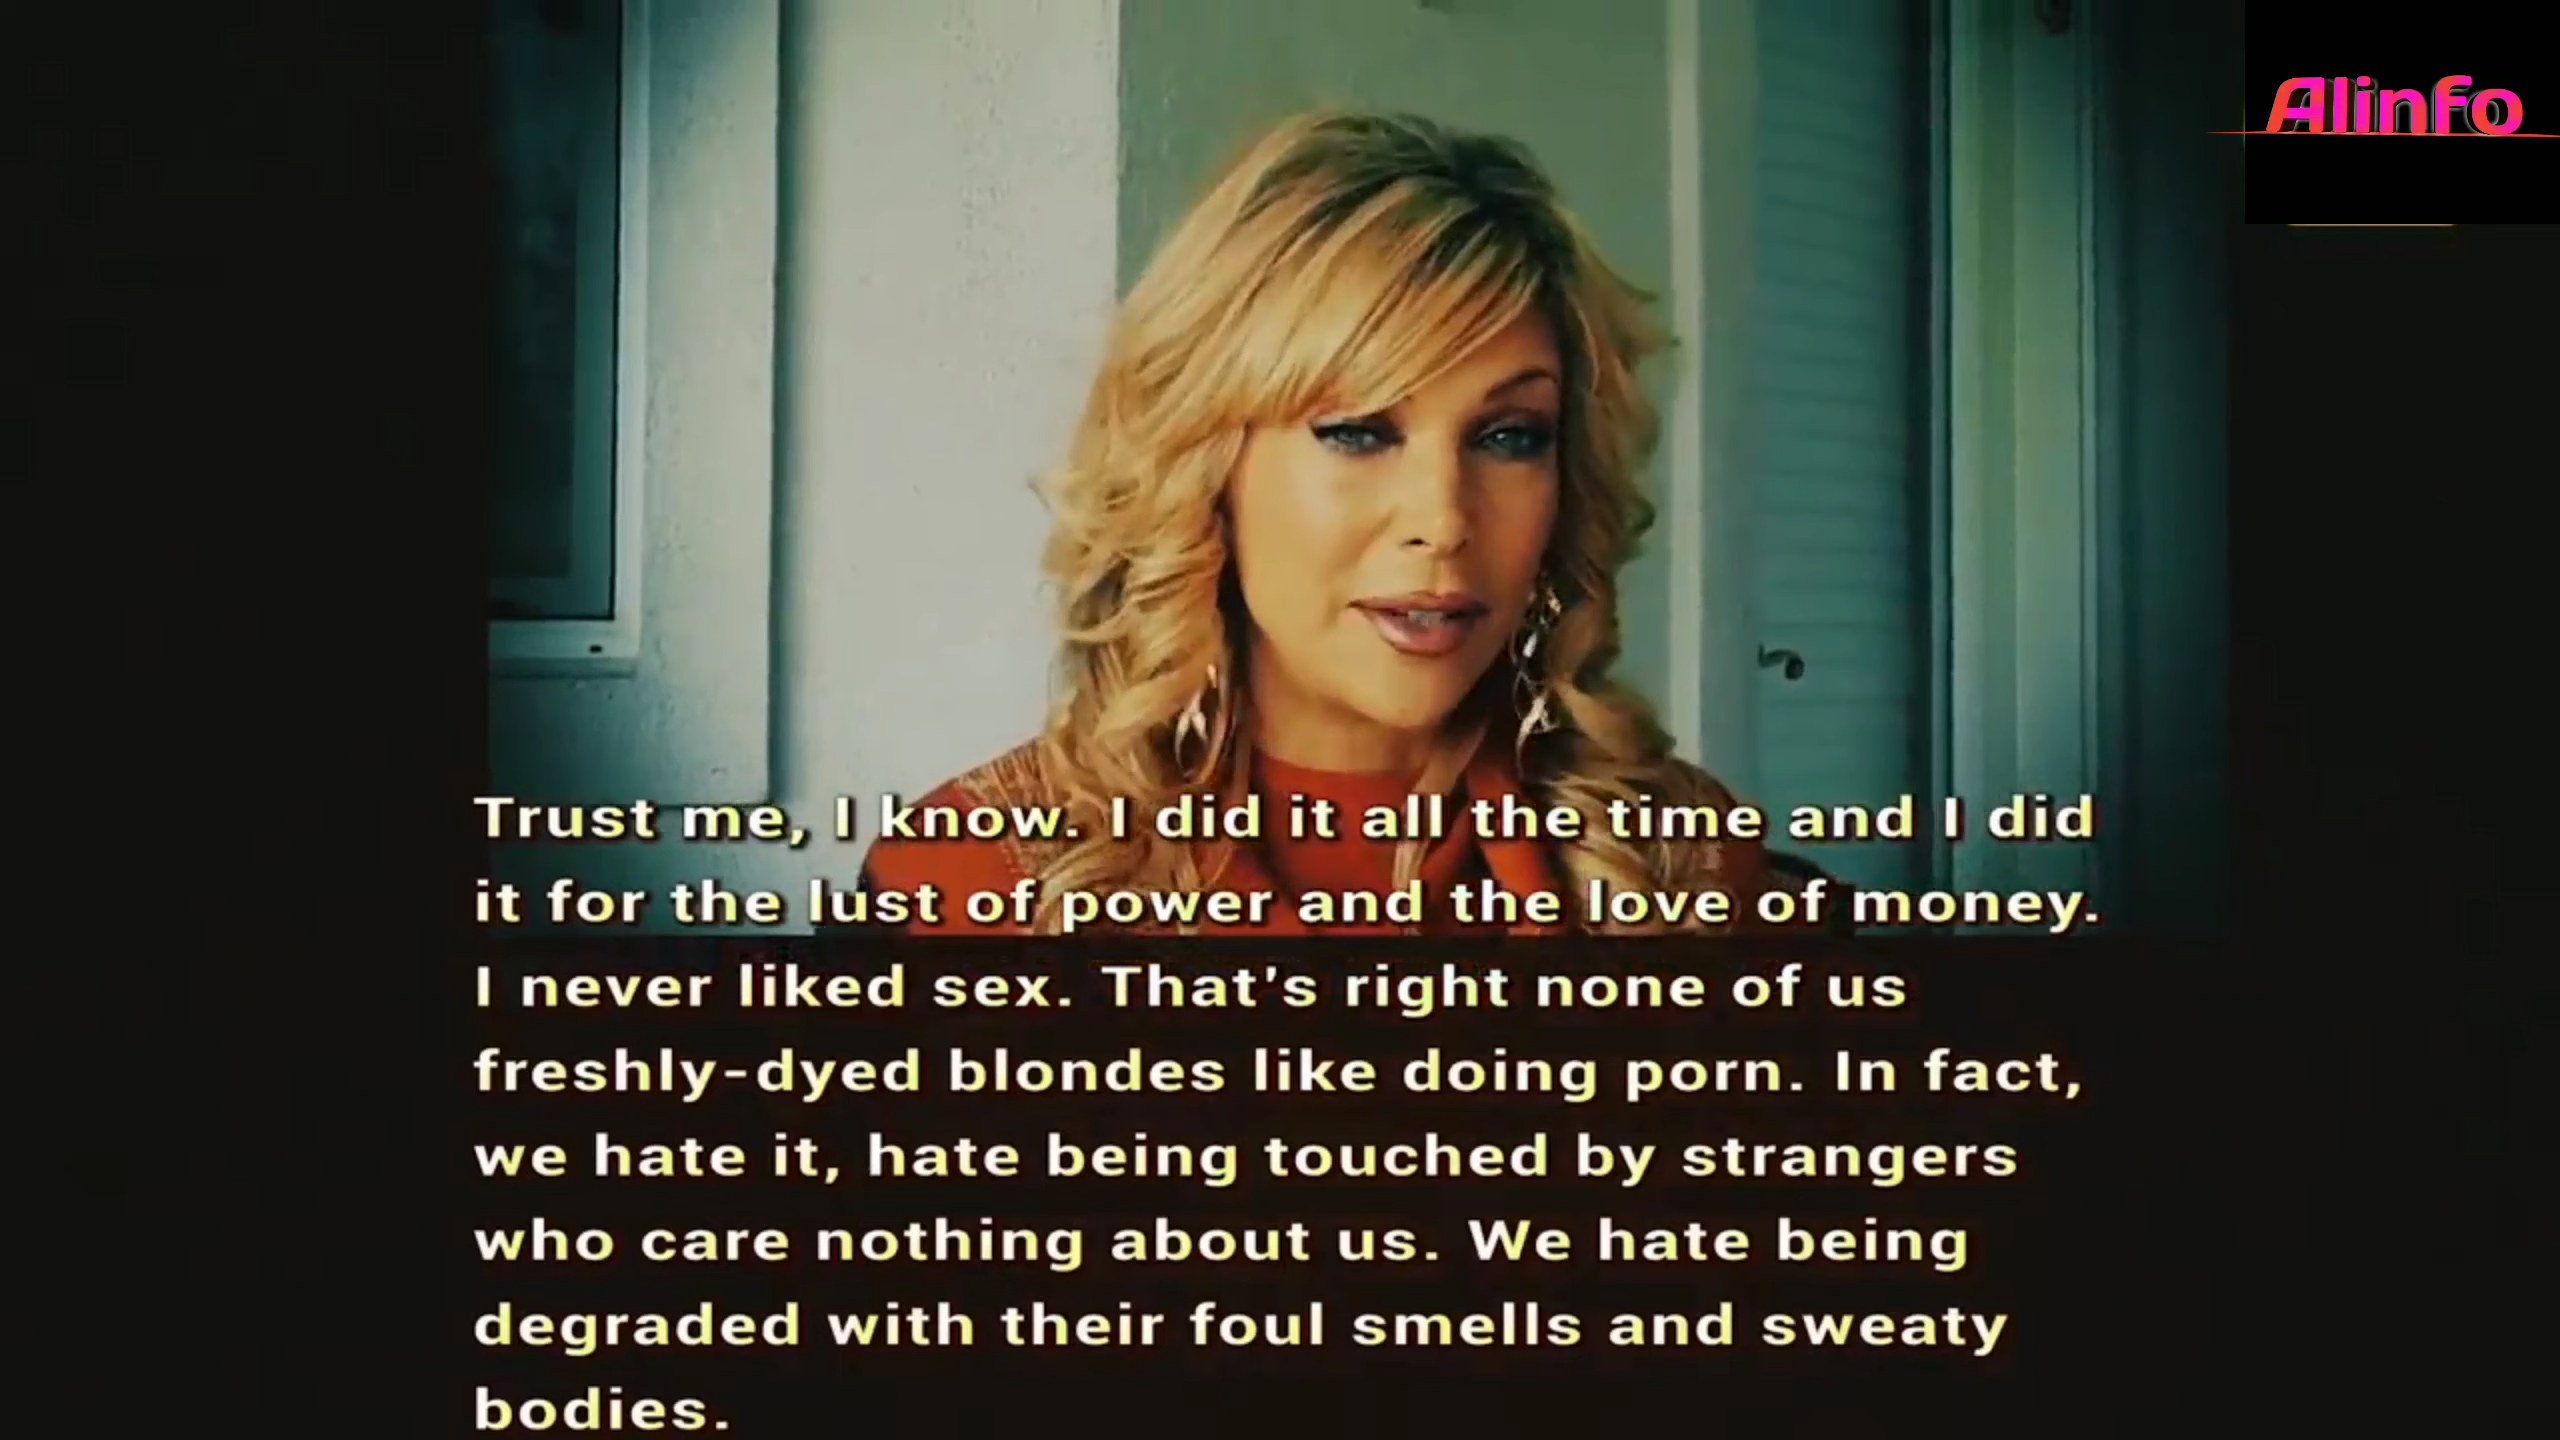 Alinfo
Trust me, I know. I did it all the time and I did
it for the lust of power and the love of money.
I never liked sex. That's right none of us
freshly-dyed blondes like doing porn. In fact,
we hate it, hate being touched by strangers
who care nothing about us. We hate being
degraded with their foul smells and sweaty
bodies.